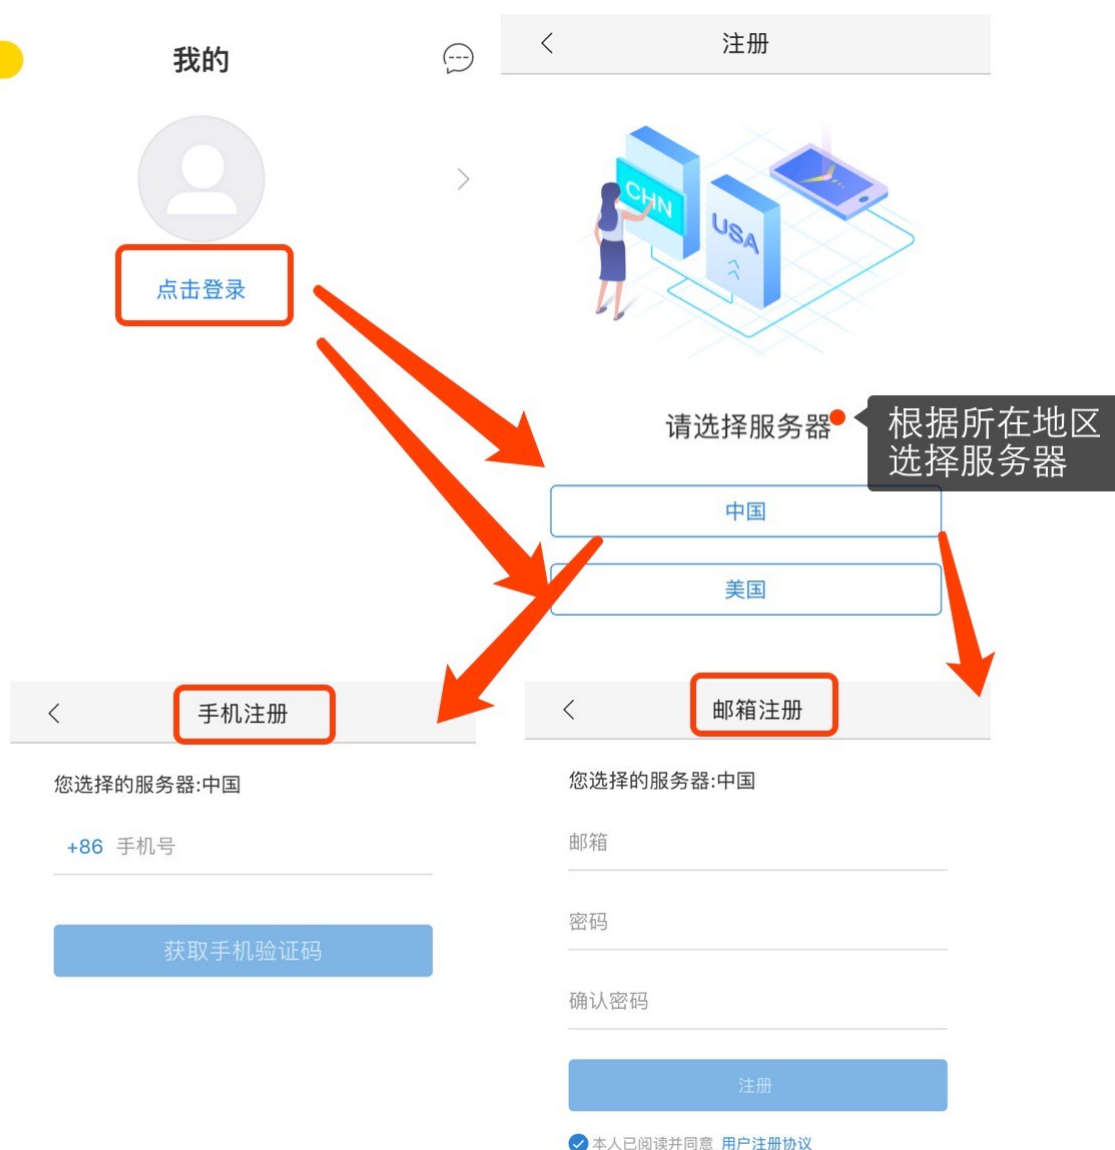 我的
点击登录
注册
CHN
USA
请选择服务器
根据所在地区
选择服务器
中国
美国
手机注册
您选择的服务器:中国
+86 手机号
获取手机验证码
邮箱注册
您选择的服务器:中国
邮箱
密码
确认密码
注册
本人已阅读并同意 用户注册协议